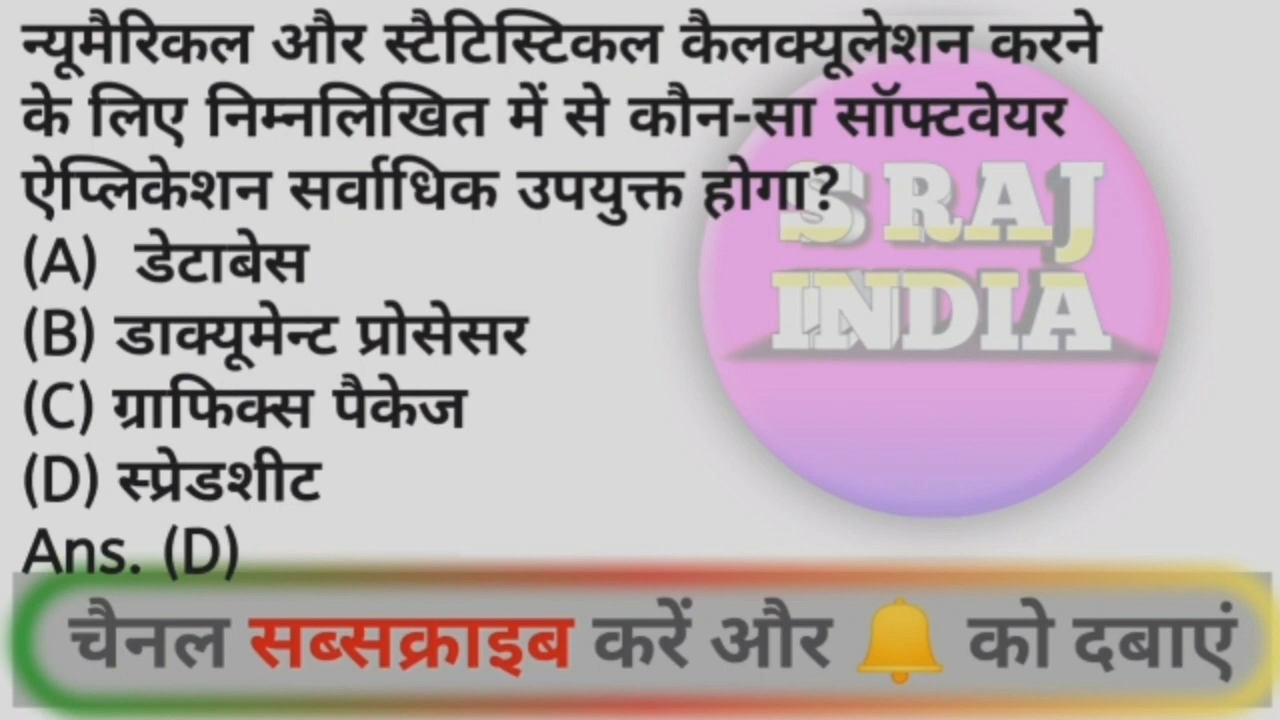 न्यूमैरिकल और स्टैटिस्टिकल कैलक्यूलेशन करने
के लिए निम्नलिखित में से कौन-सा सॉफ्टवेयर
ऐप्लिकेशन सर्वाधिक उपयुक्त होगा?
S RAJ
INDIA
(A) डेटाबेस
(B) डाक्यूमेन्ट प्रोसेसर
(C) ग्राफिक्स पैकेज
(D) स्प्रेडशीट
Ans. (D)
चैनल सब्सक्राइब करें और 🔔 को दबाएं